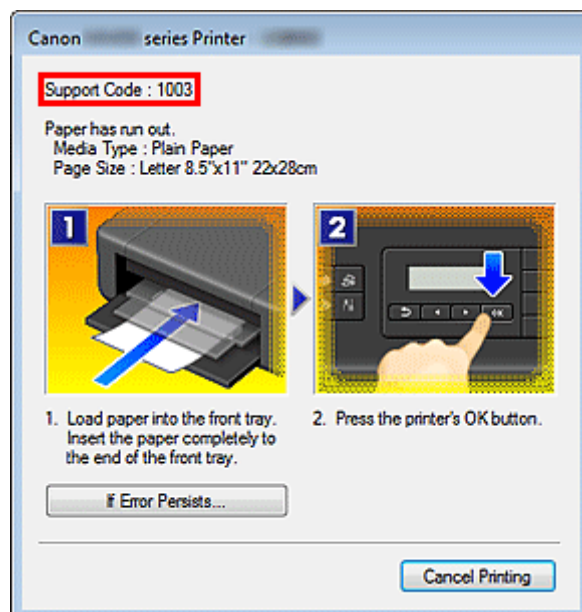 Canon series Printer
Support Code : 1003
Paper has run out.
Media Type : Plain Paper
Page Size : Letter 8.5"x11" 22x28cm
1
2
OK
1. Load paper into the front tray.
Insert the paper completely to
the end of the front tray.
2. Press the printer's OK button.
If Error Persists...
Cancel Printing